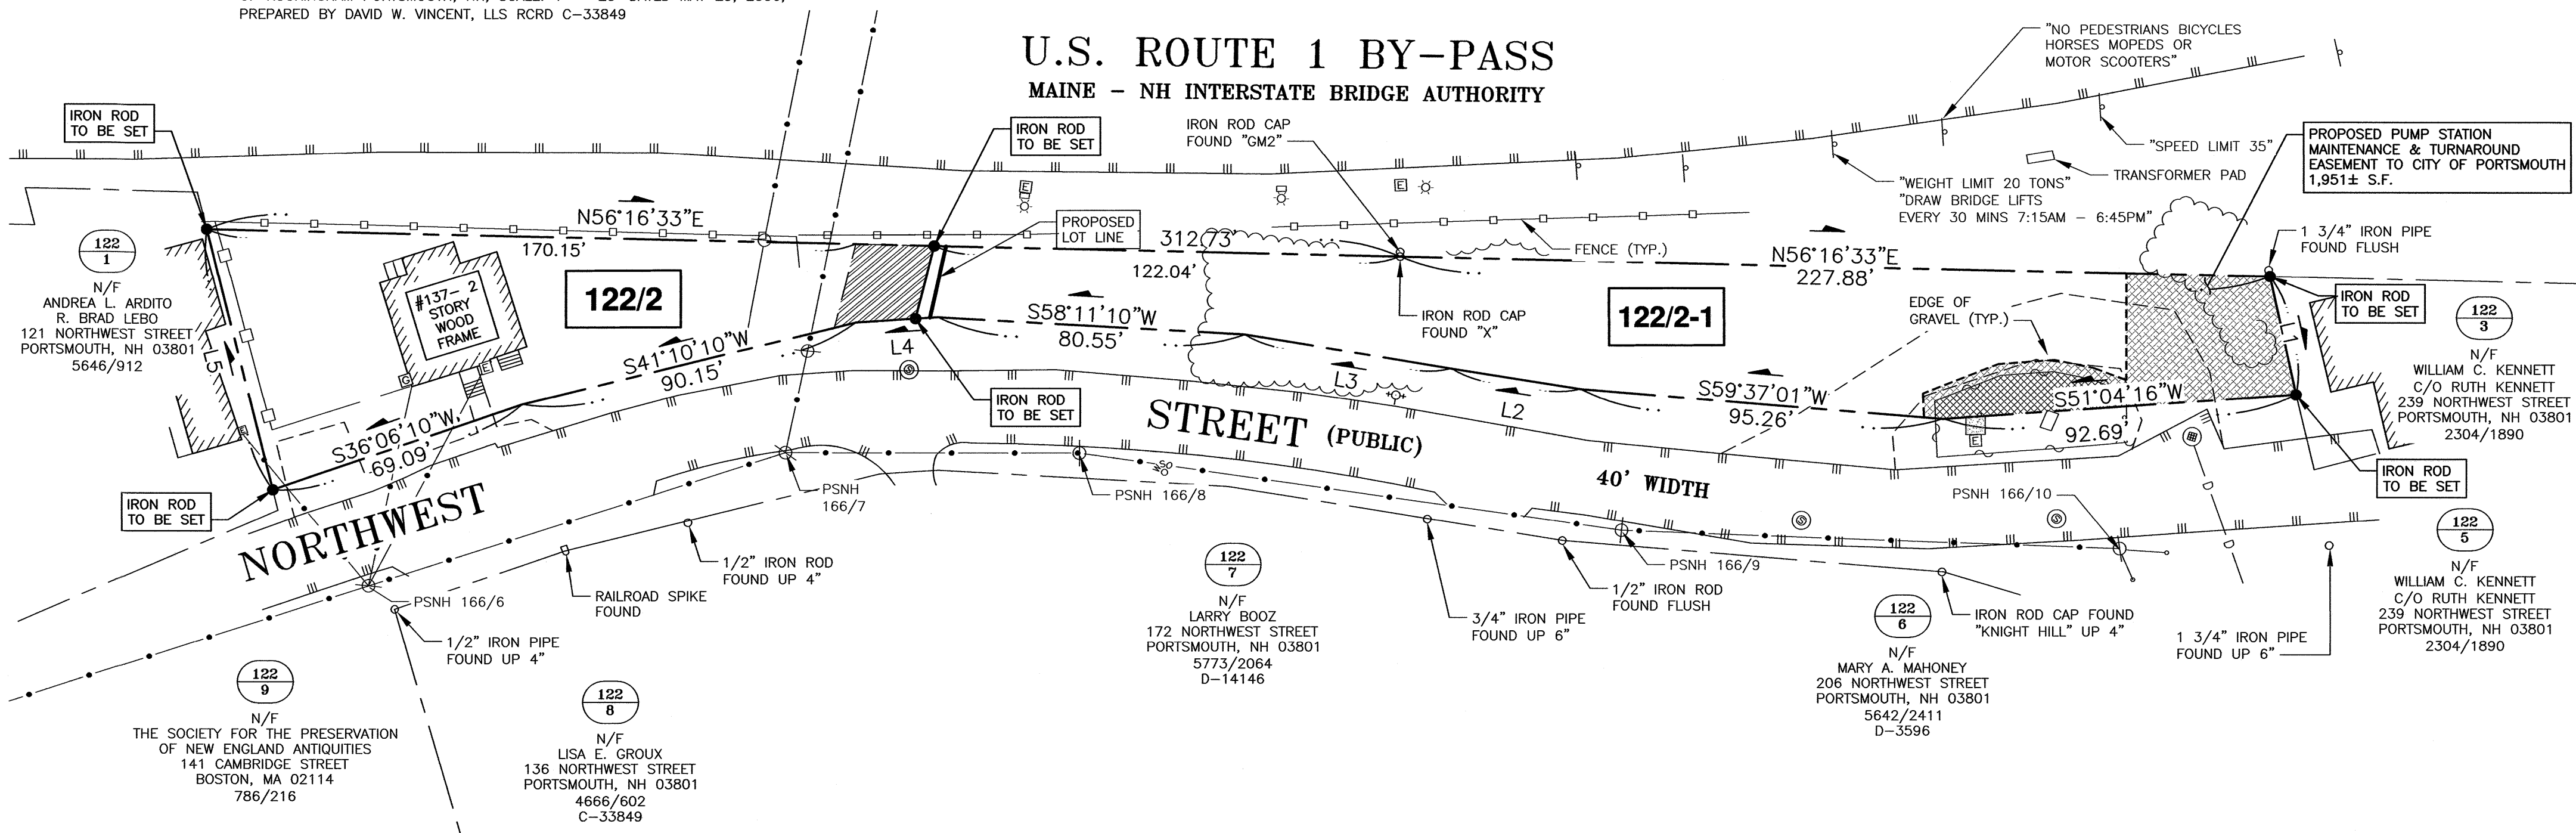 PREPARED BY DAVID W. VINCENT, LLS RCRD C-33849
U.S. ROUTE 1 BY-PASS
MAINE - NH INTERSTATE BRIDGE AUTHORITY
"NO PEDESTRIANS BICYCLES
HORSES MOPEDS OR
MOTOR SCOOTERS"
IRON ROD
TO BE SET
IRON ROD
TO BE SET
IRON ROD CAP
FOUND "GM2"
"SPEED LIMIT 35"
TRANSFORMER PAD
"WEIGHT LIMIT 20 TONS"
"DRAW BRIDGE LIFTS
EVERY 30 MINS 7:15AM - 6:45PM"
PROPOSED PUMP STATION
MAINTENANCE & TURNAROUND
EASEMENT TO CITY OF PORTSMOUTH
1,951± S.F.
E
E
N56°16'33"E
170.15'
PROPOSED
LOT LINE
312.73'
122.04'
FENCE (TYP.)
N56°16'33"E
227.88'
1 3/4" IRON PIPE
FOUND FLUSH
122
1
N/F
ANDREA L. ARDITO
R. BRAD LEBO
121 NORTHWEST STREET
PORTSMOUTH, NH 03801
5646/912
#137- 2
STORY
WOOD
FRAME
122/2
S58°11'10"W
80.55'
IRON ROD CAP
FOUND "X"
122/2-1
EDGE OF
GRAVEL (TYP.)
IRON ROD
TO BE SET
122
3
N/F
WILLIAM C. KENNETT
C/O RUTH KENNETT
239 NORTHWEST STREET
PORTSMOUTH, NH 03801
2304/1890
L5
G
E
S41°10'10"W
90.15'
L4
S
L3
L2
L1
S59°37'01"W
95.26'
S51°04'16"W
92.69'
E
IRON ROD
TO BE SET
S36°06'10"W
69.09'
IRON ROD
TO BE SET
NORTHWEST
STREET (PUBLIC)
40' WIDTH
IRON ROD
TO BE SET
PSNH
166/7
PSNH 166/8
WSO
PSNH 166/10
S
S
D
D
PSNH 166/9
PSNH 166/6
1/2" IRON PIPE
FOUND UP 4"
RAILROAD SPIKE
FOUND
1/2" IRON ROD
FOUND UP 4"
122
7
N/F
LARRY BOOZ
172 NORTHWEST STREET
PORTSMOUTH, NH 03801
5773/2064
D-14146
3/4" IRON PIPE
FOUND UP 6"
1/2" IRON ROD
FOUND FLUSH
122
6
N/F
MARY A. MAHONEY
206 NORTHWEST STREET
PORTSMOUTH, NH 03801
5642/2411
D-3596
IRON ROD CAP FOUND
"KNIGHT HILL" UP 4"
1 3/4" IRON PIPE
FOUND UP 6"
122
5
N/F
WILLIAM C. KENNETT
C/O RUTH KENNETT
239 NORTHWEST STREET
PORTSMOUTH, NH 03801
2304/1890
122
9
N/F
THE SOCIETY FOR THE PRESERVATION
OF NEW ENGLAND ANTIQUITIES
141 CAMBRIDGE STREET
BOSTON, MA 02114
786/216
122
8
N/F
LISA E. GROUX
136 NORTHWEST STREET
PORTSMOUTH, NH 03801
4666/602
C-33849